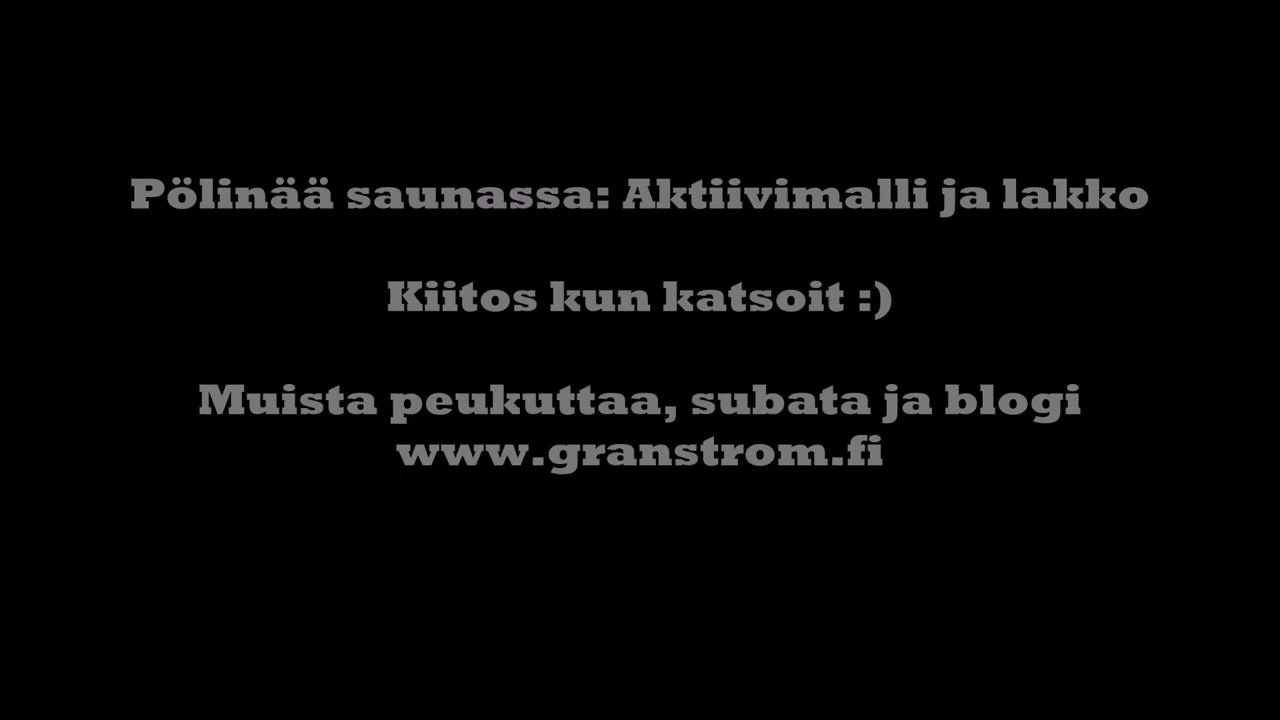 Pölinää saunassa: Aktiivimalli ja lakko
Kiitos kun katsoit :)
Muista peukuttaa, subata ja blogi
www.granstrom.fi